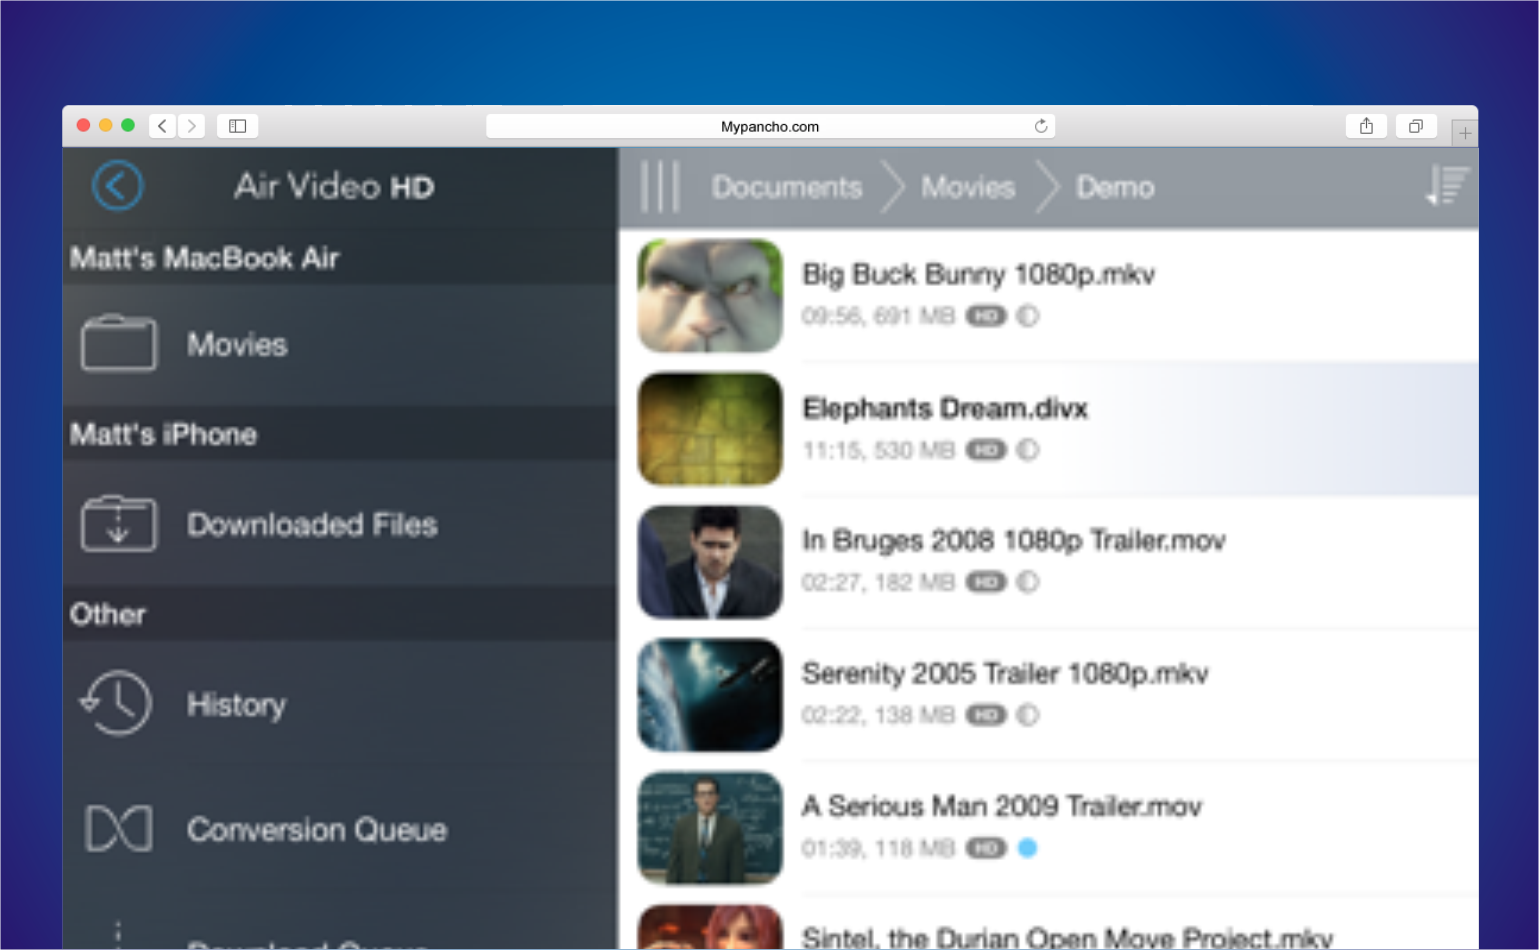 Mypancho.com
Air Video HD
Matt's MacBook Air
Movies
Matt's iPhone
Downloaded Files
Other
History
Conversion Queue
Download Queue
Documents Movies Demo
Big Buck Bunny 1080p.mkv
09:56, 691 MB HD
Elephants Dream.divx
11:15, 530 MB HD
In Bruges 2008 1080p Trailer.mov
02:27, 182 MB HD
Serenity 2005 Trailer 1080p.mkv
02:22, 138 MB HD
A Serious Man 2009 Trailer.mov
01:39, 118 MB HD
Sintel, the Durian Open Move Project.mkv